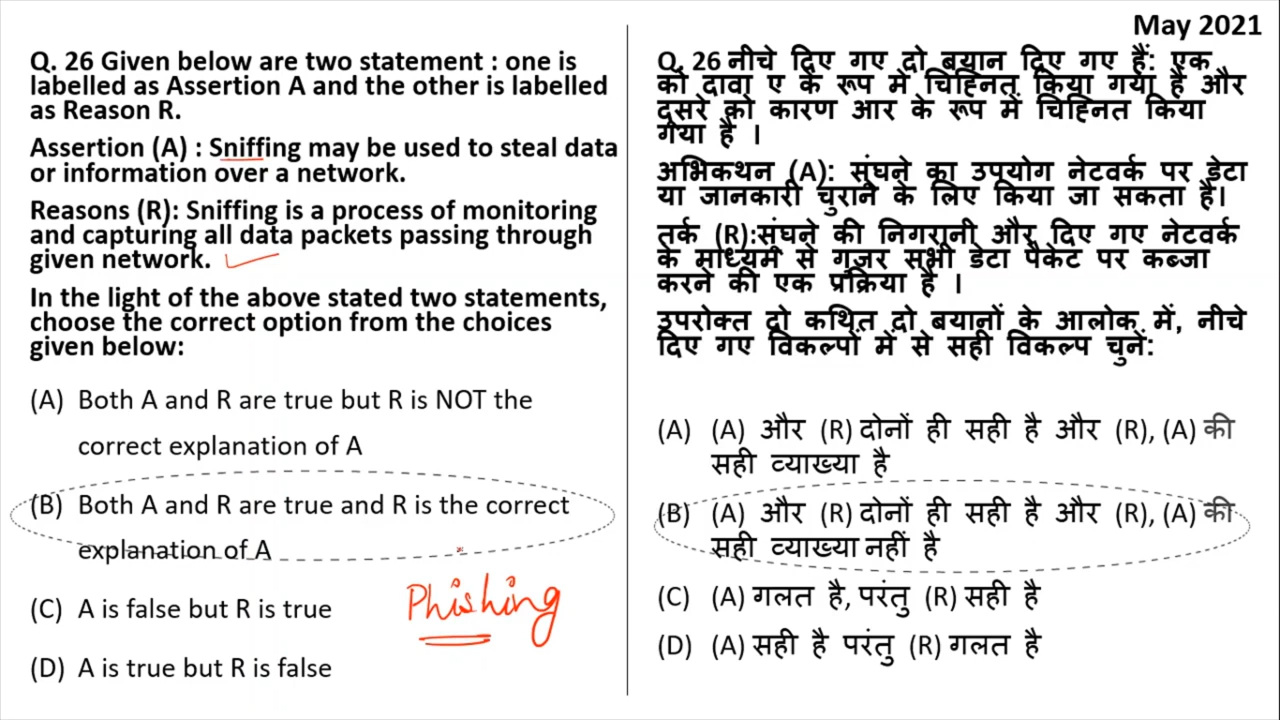 May 2021
Q. 26 Given below are two statement : one is
labelled as Assertion A and the other is labelled
as Reason R.
Assertion (A) : Sniffing may be used to steal data
or information over a network.
Reasons (R): Sniffing is a process of monitoring
and capturing all data packets passing through
given network.
In the light of the above stated two statements,
choose the correct option from the choices
given below:
(A) Both A and R are true but R is NOT the
correct explanation of A
(B) Both A and R are true and R is the correct
explanation of A
(C) A is false but R is true
(D) A is true but R is false
Phishing
Q. 26 नीचे दिए गए दो बयान दिए गए हैं: एक
को दावा ए के रूप में चिह्नित किया गया है और
दूसरे को कारण आर के रूप में चिह्नित किया
गया है ।
अभिकथन (A): सूंघने का उपयोग नेटवर्क पर डेटा
या जानकारी चुराने के लिए किया जा सकता है।
तर्क (R):सूंघने की निगरानी और दिए गए नेटवर्क
के माध्यम से गुजर सभी डेटा पैकेट पर कब्जा
करने की एक प्रक्रिया है ।
उपरोक्त दो कथित दो बयानों के आलोक में, नीचे
दिए गए विकल्पों में से सही विकल्प चुनें:
(A) (A) और (R) दोनों ही सही है और (R), (A) की
सही व्याख्या है
(B) (A) और (R) दोनों ही सही है और (R), (A) की
सही व्याख्या नहीं है
(C) (A) गलत है, परंतु (R) सही है
(D) (A) सही है परंतु (R) गलत है